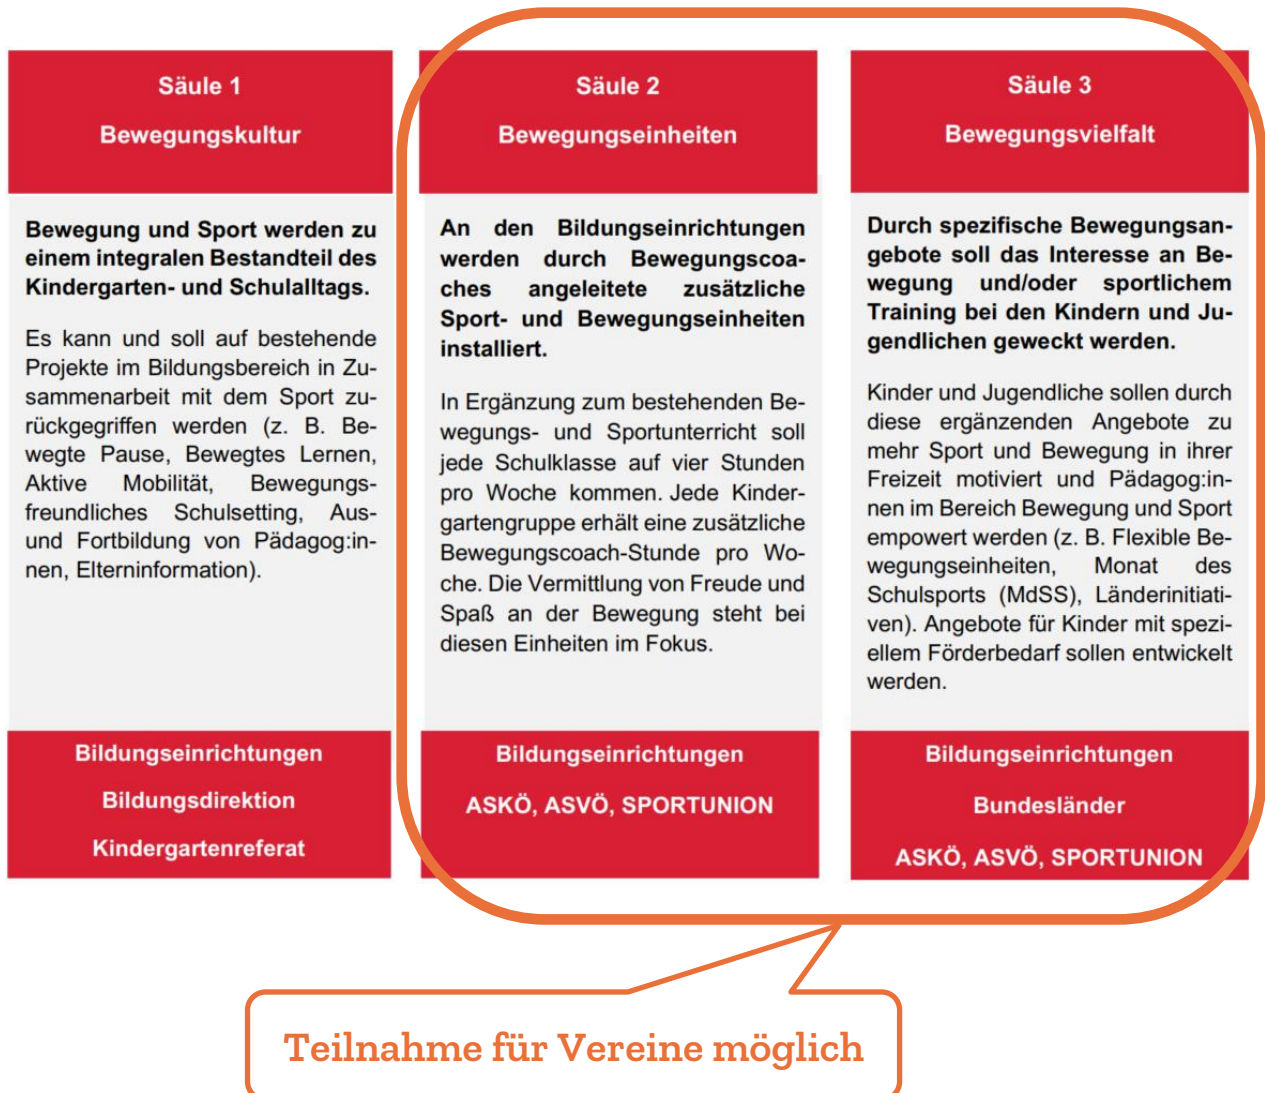 Säule 1
Bewegungskultur
Bewegung und Sport werden zu
einem integralen Bestandteil des
Kindergarten- und Schulalltags.
Es kann und soll auf bestehende
Projekte im Bildungsbereich in Zu-
sammenarbeit mit dem Sport zu-
rückgegriffen werden (z. B. Be-
wegte Pause, Bewegtes Lernen,
Aktive Mobilität, Bewegungs-
freundliches Schulsetting, Aus-
und Fortbildung von Pädagog:in-
nen, Elterninformation).
Bildungseinrichtungen
Bildungsdirektion
Kindergartenreferat
Säule 2
Bewegungseinheiten
An den Bildungseinrichtungen
werden durch Bewegungscoa-
ches angeleitete zusätzliche
Sport- und Bewegungseinheiten
installiert.
In Ergänzung zum bestehenden Be-
wegungs- und Sportunterricht soll
jede Schulklasse auf vier Stunden
pro Woche kommen. Jede Kinder-
gartengruppe erhält eine zusätzliche
Bewegungscoach-Stunde pro Wo-
che. Die Vermittlung von Freude und
Spaß an der Bewegung steht bei
diesen Einheiten im Fokus.
Bildungseinrichtungen
ASKÖ, ASVÖ, SPORTUNION
Säule 3
Bewegungsvielfalt
Durch spezifische Bewegungsan-
gebote soll das Interesse an Be-
wegung und/oder sportlichem
Training bei den Kindern und Ju-
gendlichen geweckt werden.
Kinder und Jugendliche sollen durch
diese ergänzenden Angebote zu
mehr Sport und Bewegung in ihrer
Freizeit motiviert und Pädagog:in-
nen im Bereich Bewegung und Sport
empowert werden (z. B. Flexible Be-
wegungseinheiten, Monat des
Schulsports (MdSS), Länderinitiati-
ven). Angebote für Kinder mit spezi-
ellem Förderbedarf sollen entwickelt
werden.
Bildungseinrichtungen
Bundesländer
ASKÖ, ASVÖ, SPORTUNION
Teilnahme für Vereine möglich